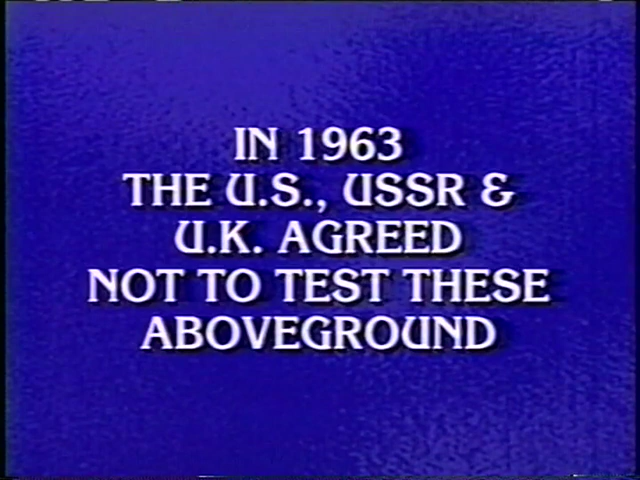 IN 1963
THE U.S., USSR &
U.K. AGREED
NOT TO TEST THESE
ABOVEGROUND